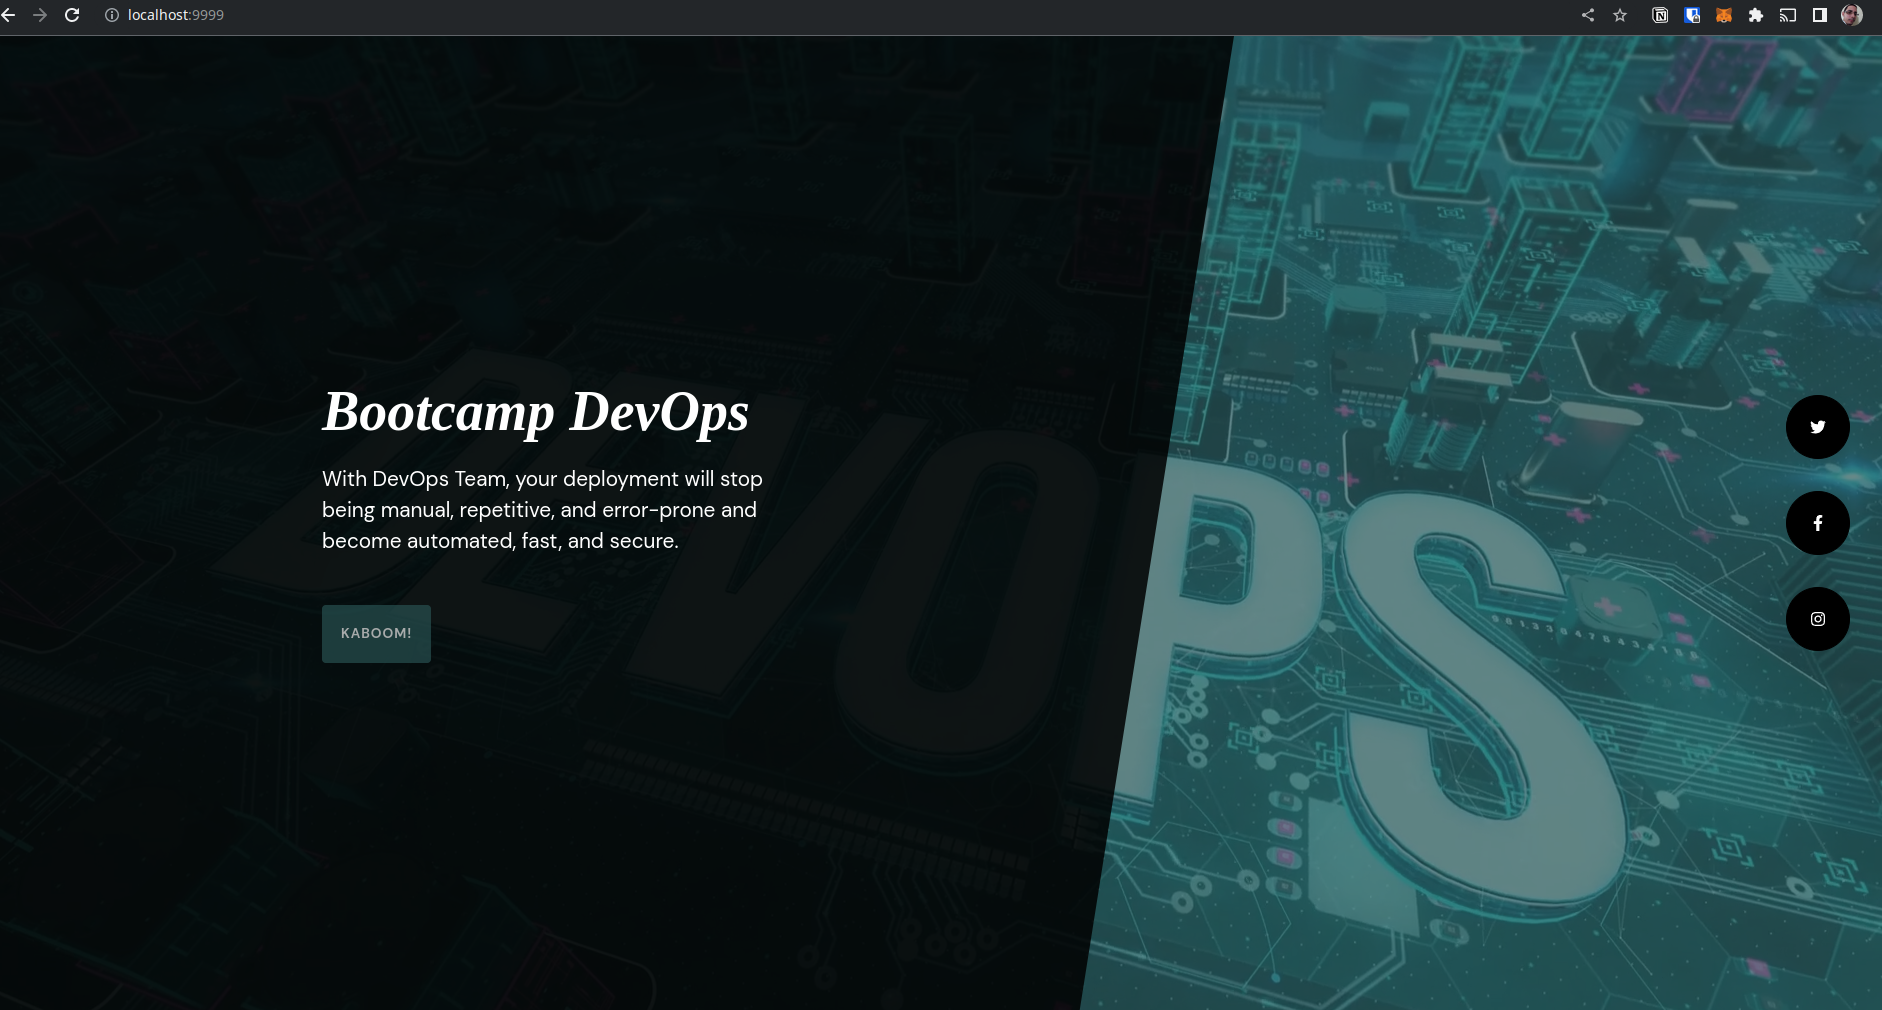 localhost:9999
Bootcamp DevOps
With DevOps Team, your deployment will stop
being manual, repetitive, and error-prone and
become automated, fast, and secure.
KABOOM!
DEVOPS